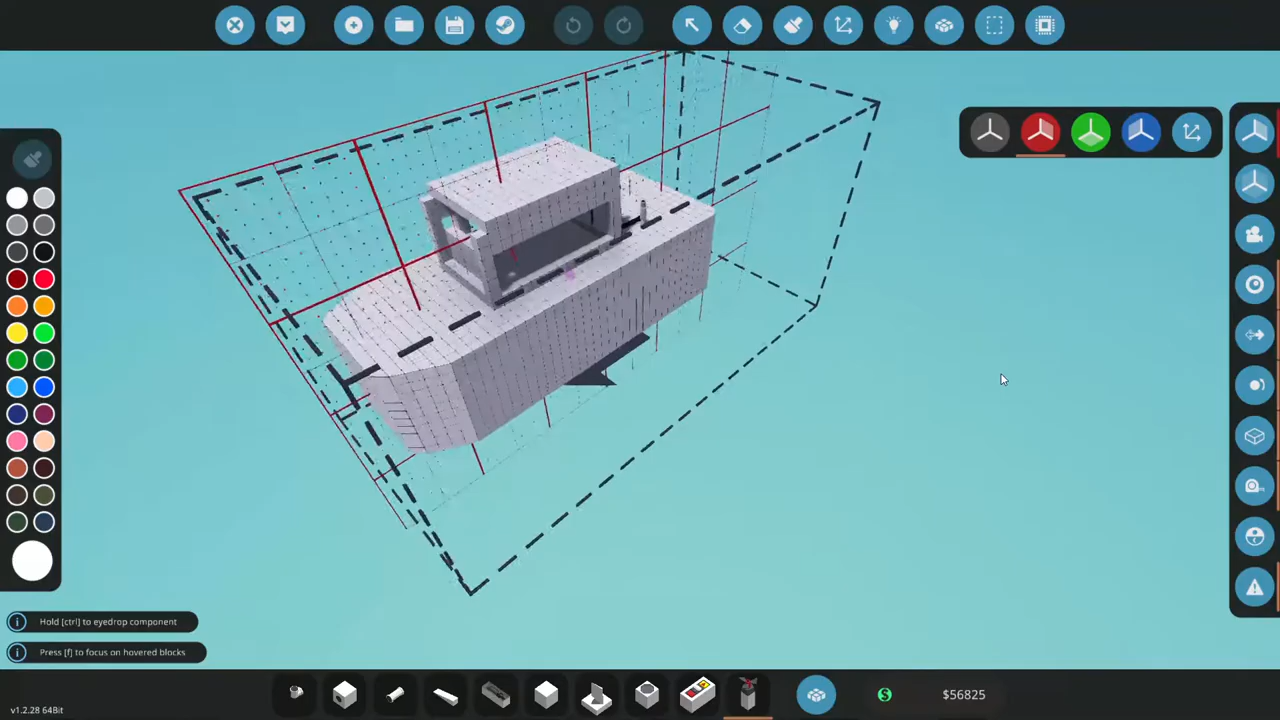 Hold [ctrl] to eyedrop component
Press [f] to focus on hovered blocks
$
$56825
v1.2.28 64Bit